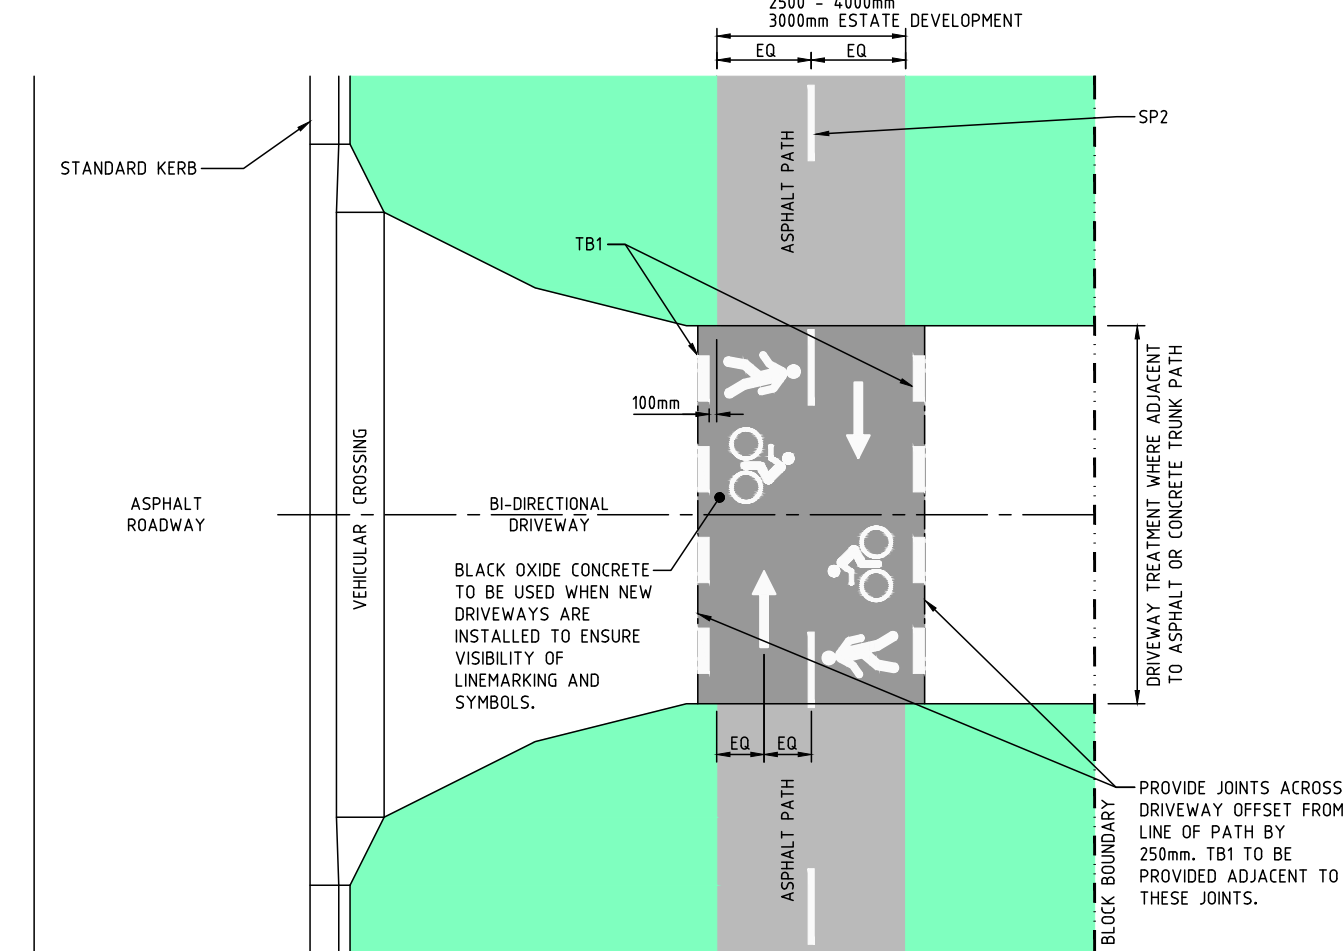 2500 - 4000mm
3000mm ESTATE DEVELOPMENT
EQ
EQ
SP2
STANDARD KERB
ASPHALT PATH
TB1
100mm
VEHICULAR CROSSING
ASPHALT
ROADWAY
BI-DIRECTIONAL
DRIVEWAY
BLACK OXIDE CONCRETE
TO BE USED WHEN NEW
DRIVEWAYS ARE
INSTALLED TO ENSURE
VISIBILITY OF
LINEMARKING AND
SYMBOLS.
DRIVEWAY TREATMENT WHERE ADJACENT
TO ASPHALT OR CONCRETE TRUNK PATH
EQ
EQ
ASPHALT PATH
BLOCK BOUNDARY
PROVIDE JOINTS ACROSS
DRIVEWAY OFFSET FROM
LINE OF PATH BY
250mm. TB1 TO BE
PROVIDED ADJACENT TO
THESE JOINTS.